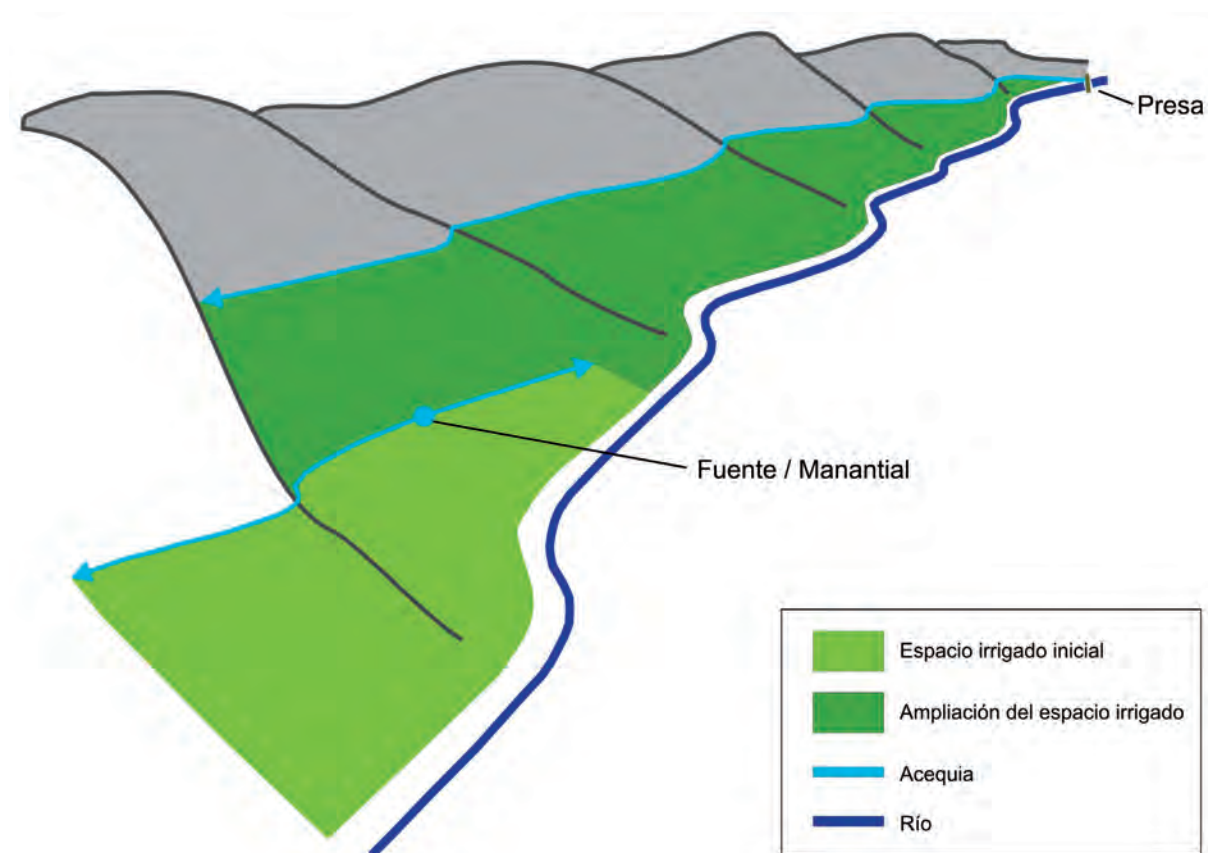 Presa
Fuente / Manantial
Espacio irrigado inicial
Ampliación del espacio irrigado
Acequia
Río